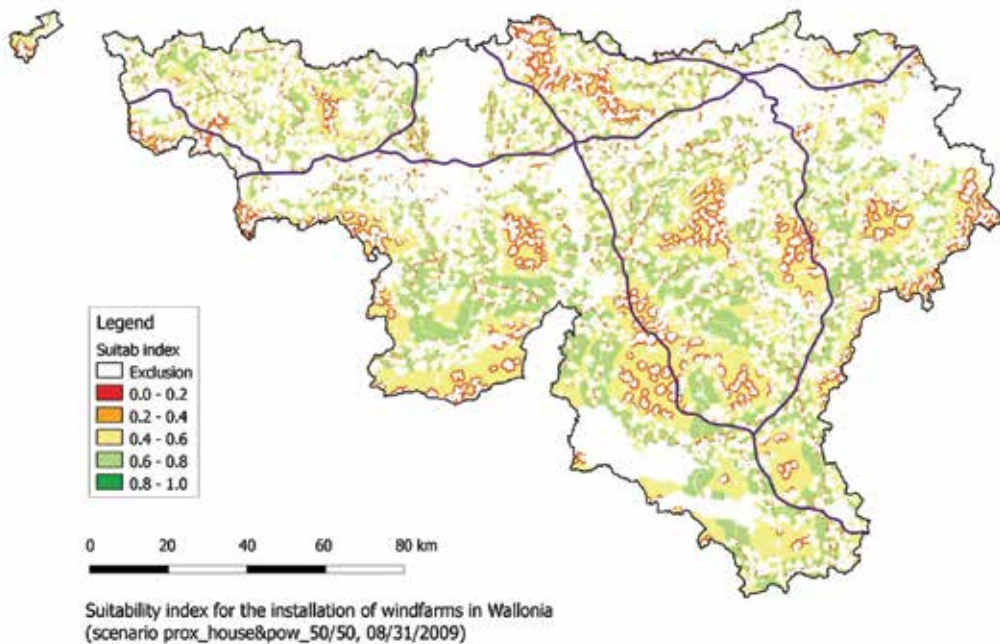 Legend
Suitab index
Exclusion
0.0 - 0.2
0.2 - 0.4
0.4 - 0.6
0.6 - 0.8
0.8 - 1.0
0 20 40 60 80 km
Suitability index for the installation of windfarms in Wallonia
(scenario prox_house&pow_50/50, 08/31/2009)